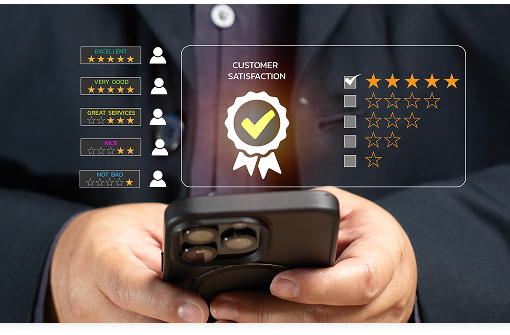 EXCELLENT
VERY GOOD
GREAT SERVICES
NICE
NOT BAD
CUSTOMER
SATISFACTION